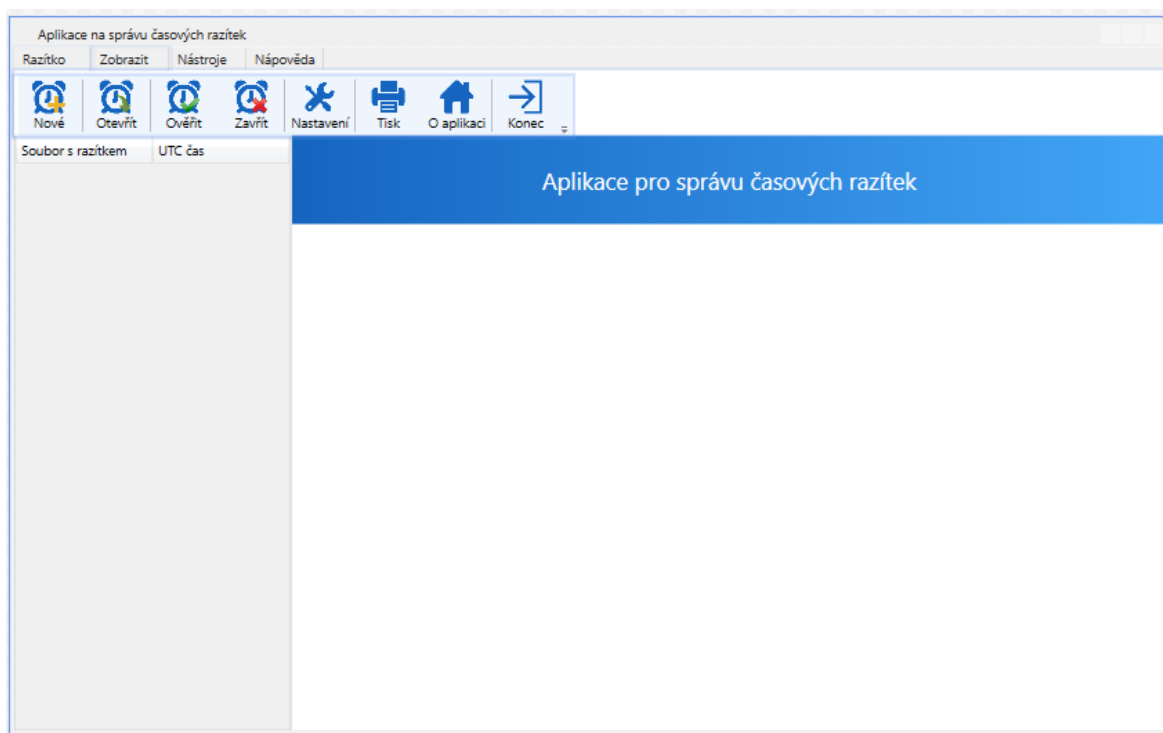 Aplikace na správu časových razítek
Razítko Zobrazit Nástroje Nápověda
Nové Otevřít Ověřit Zavřít Nastavení Tisk O aplikaci Konec
Soubor s razítkem UTC čas
Aplikace pro správu časových razítek